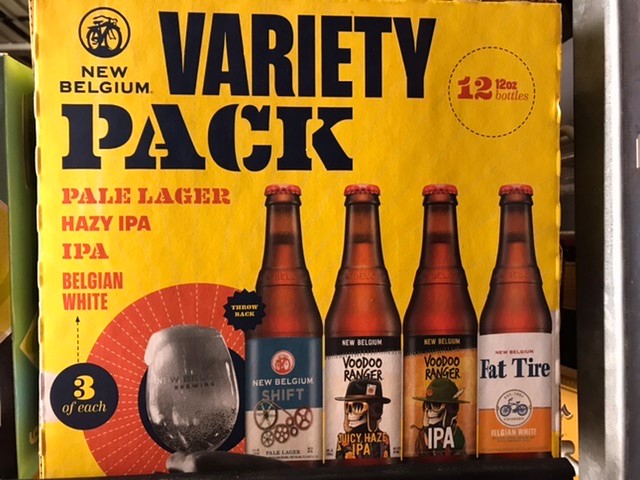 NEW
BELGIUM
VARIETY
PACK
12 12oz
bottles
PALE LAGER
HAZY IPA
IPA
BELGIAN
WHITE
3
of each
THROW
BACK
NEW BELGIUM
SHIFT
PALE LAGER
NEW BELGIUM
VOODOO
RANGER
JUICY HAZE
IPA
NEW BELGIUM
VOODOO
RANGER
IPA
NEW BELGIUM
Fat Tire
BELGIAN WHITE